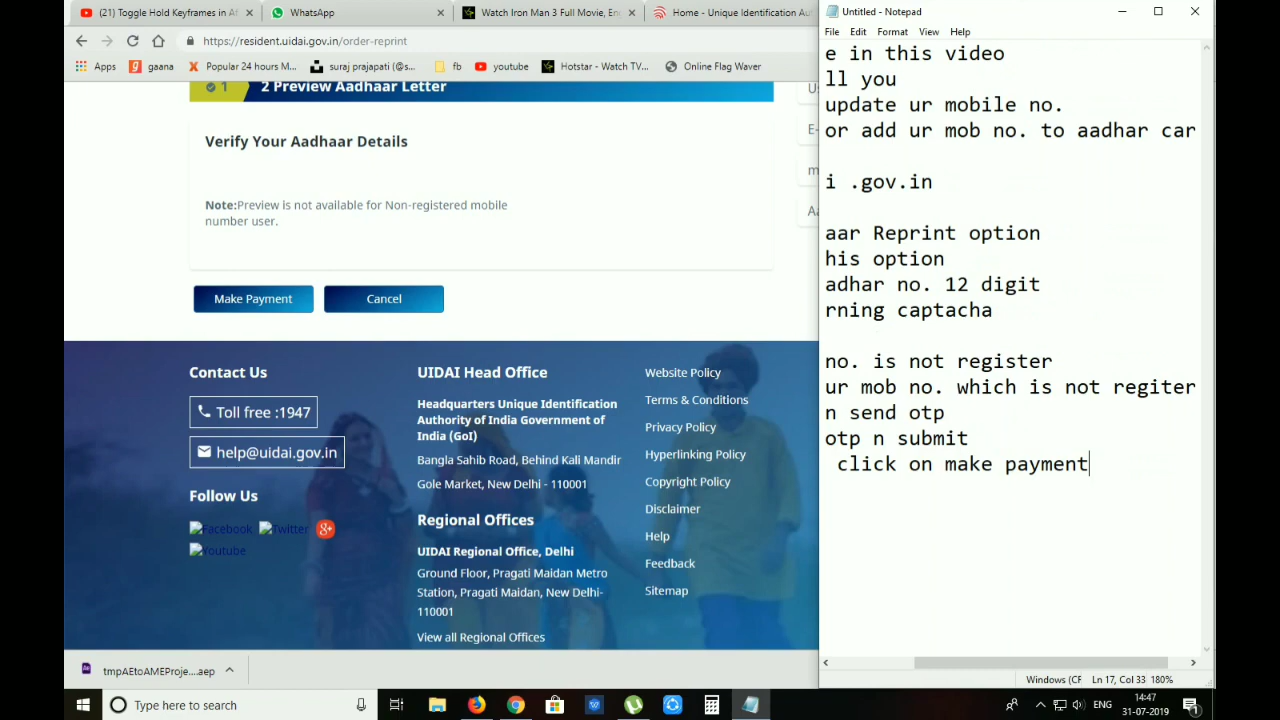 (21) Toggle Hold Keyframes in Af
WhatsApp
Watch Iron Man 3 Full Movie, Eng
Home - Unique Identification Aut
https://resident.uidai.gov.in/order-reprint
Apps
gaana
Popular 24 hours M...
suraj prajapati (@s...
fb
youtube
Hotstar - Watch TV...
Online Flag Waver
1
2 Preview Aadhaar Letter
Verify Your Aadhaar Details
Note:Preview is not available for Non-registered mobile
number user.
Make Payment
Cancel
Us
E-
m
Aa
Contact Us
Toll free :1947
help@uidai.gov.in
Follow Us
Facebook
Twitter
g+
Youtube
UIDAI Head Office
Headquarters Unique Identification
Authority of India Government of
India (GoI)
Bangla Sahib Road, Behind Kali Mandir
Gole Market, New Delhi - 110001
Regional Offices
UIDAI Regional Office, Delhi
Ground Floor, Pragati Maidan Metro
Station, Pragati Maidan, New Delhi-
110001
View all Regional Offices
Website Policy
Terms & Conditions
Privacy Policy
Hyperlinking Policy
Copyright Policy
Disclaimer
Help
Feedback
Sitemap
Untitled - Notepad
File Edit Format View Help
e in this video
ll you
update ur mobile no.
or add ur mob no. to aadhar car
i .gov.in
aar Reprint option
his option
adhar no. 12 digit
rning captacha
no. is not register
ur mob no. which is not regiter
n send otp
otp n submit
click on make payment
Windows (CF
Ln 17, Col 33
180%
tmpAEtoAMEProje....aep
Type here to search
ENG
14:47
31-07-2019
1